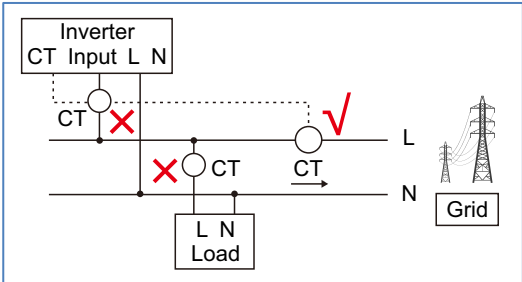 Inverter
CT Input L N
CT
L
CT
CT
N
L N
Load
Grid